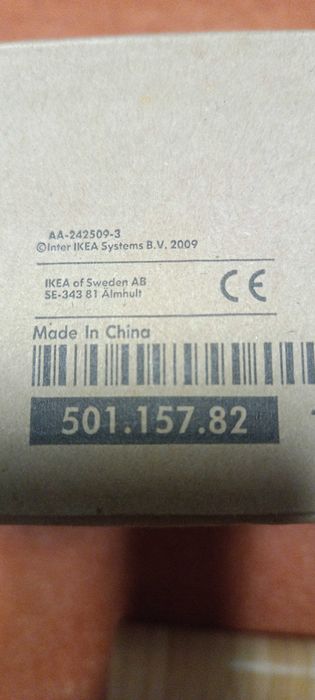 AA-242509-3
©Inter IKEA Systems B.V. 2009
IKEA of Sweden AB
SE-343 81 Älmhult
CE
Made In China
501.157.82